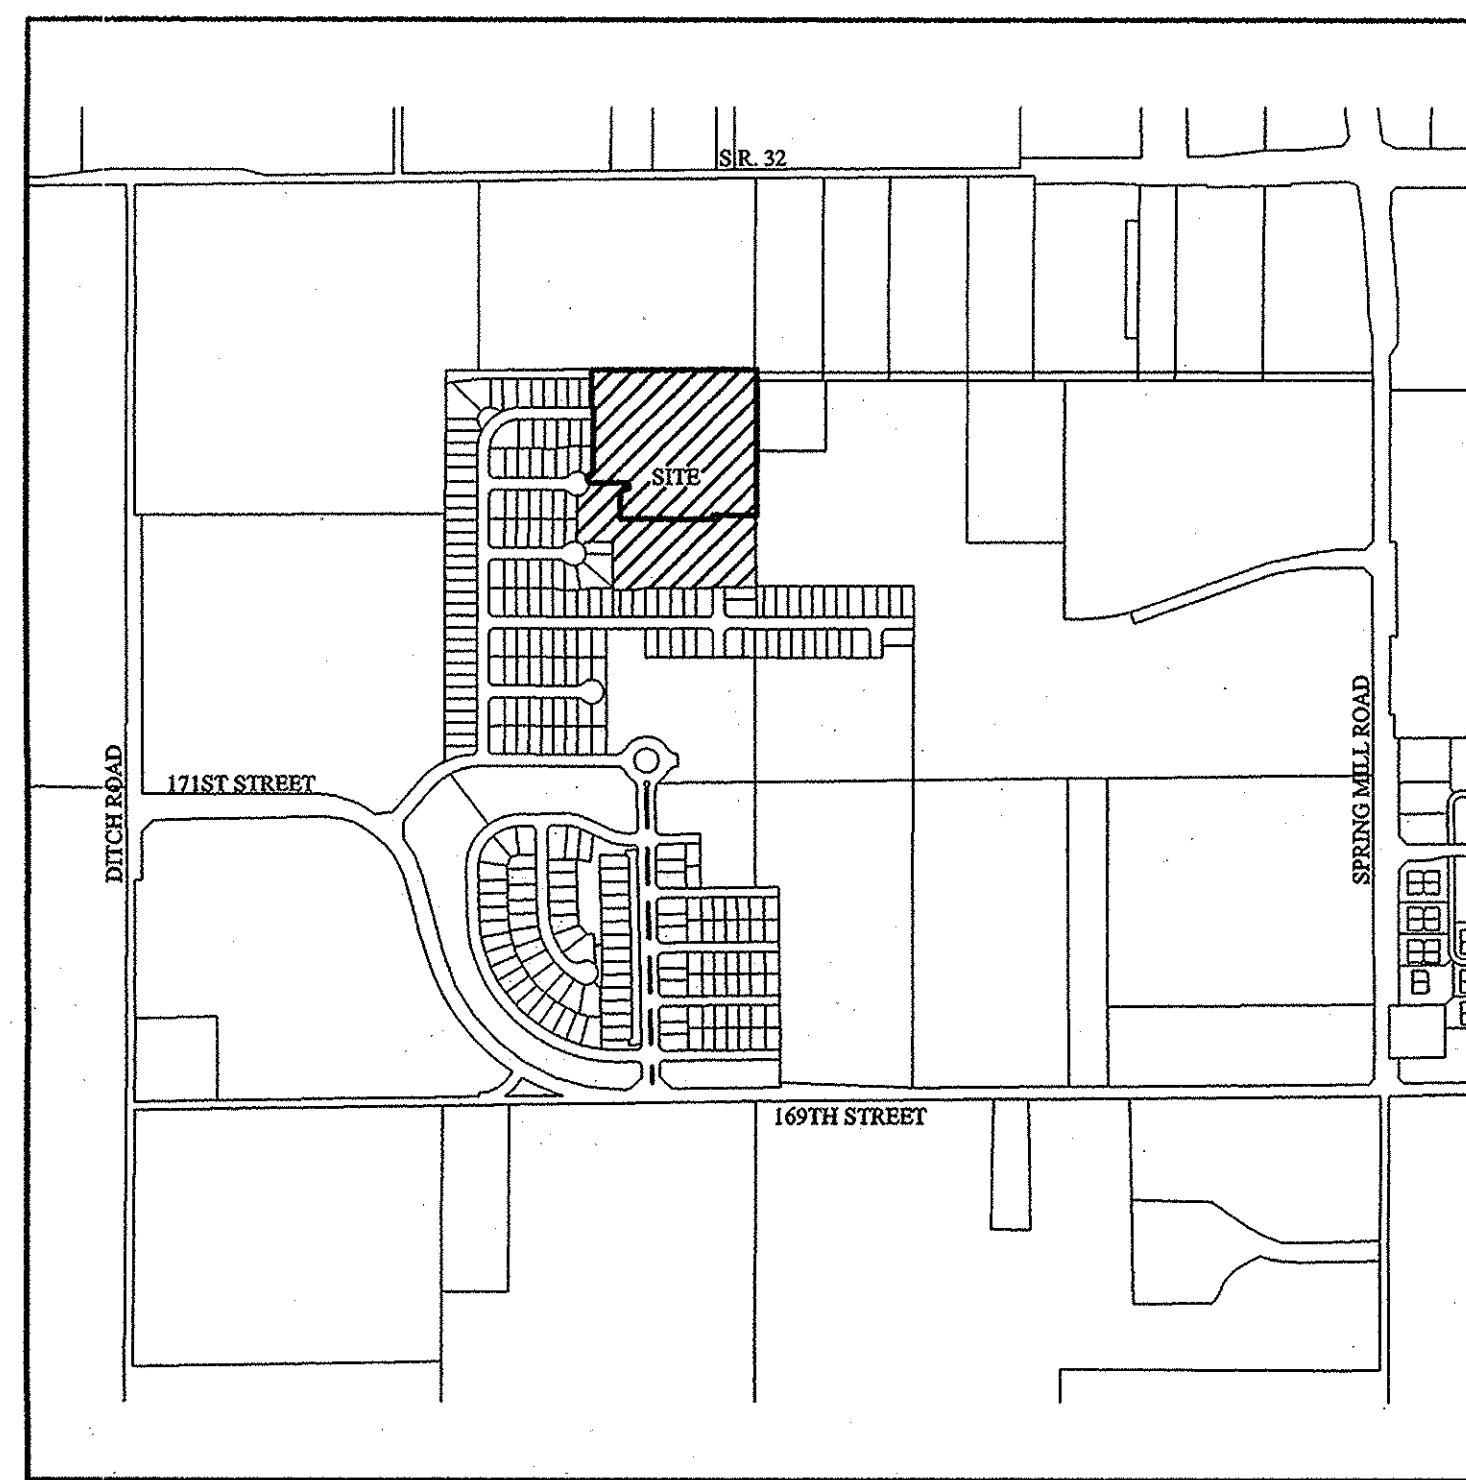 S.R. 32
SITE
171ST STREET
DITCH ROAD
SPRING MILL ROAD
169TH STREET